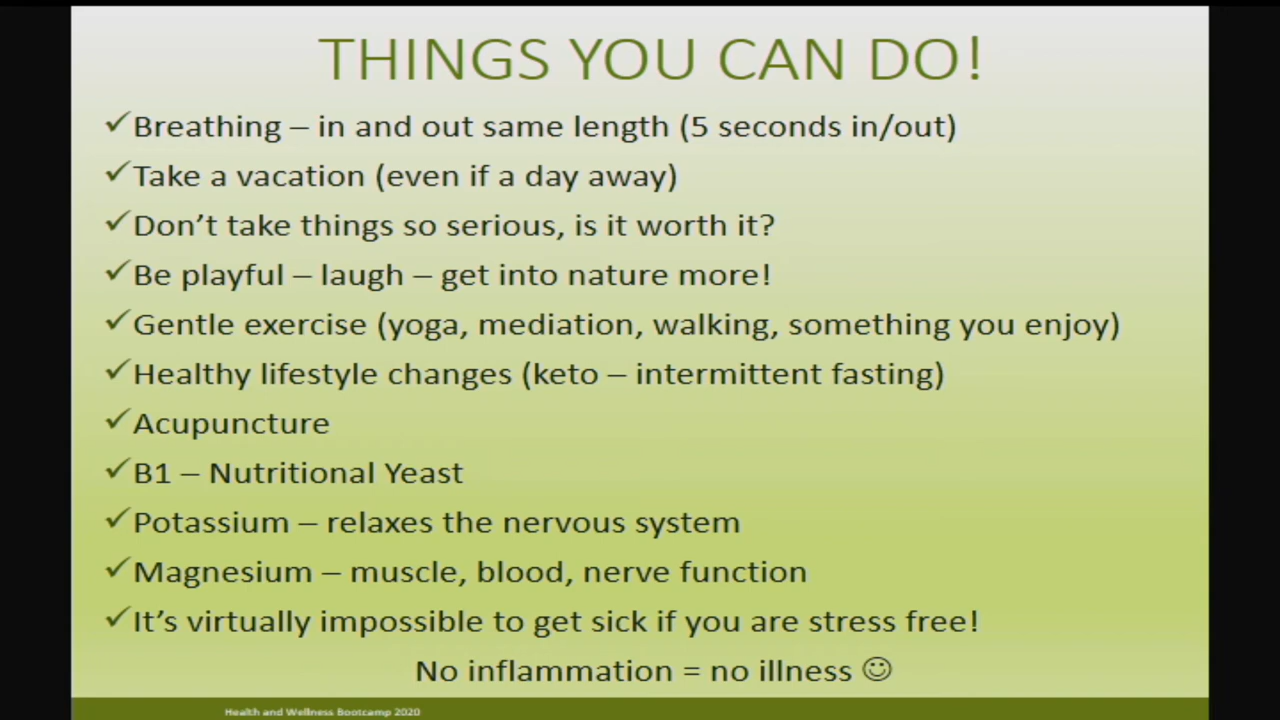 THINGS YOU CAN DO!
✓Breathing – in and out same length (5 seconds in/out)
✓Take a vacation (even if a day away)
✓Don’t take things so serious, is it worth it?
✓Be playful – laugh – get into nature more!
✓Gentle exercise (yoga, mediation, walking, something you enjoy)
✓Healthy lifestyle changes (keto – intermittent fasting)
✓Acupuncture
✓B1 – Nutritional Yeast
✓Potassium – relaxes the nervous system
✓Magnesium – muscle, blood, nerve function
✓It’s virtually impossible to get sick if you are stress free!
No inflammation = no illness ☺
Health and Wellness Bootcamp 2020